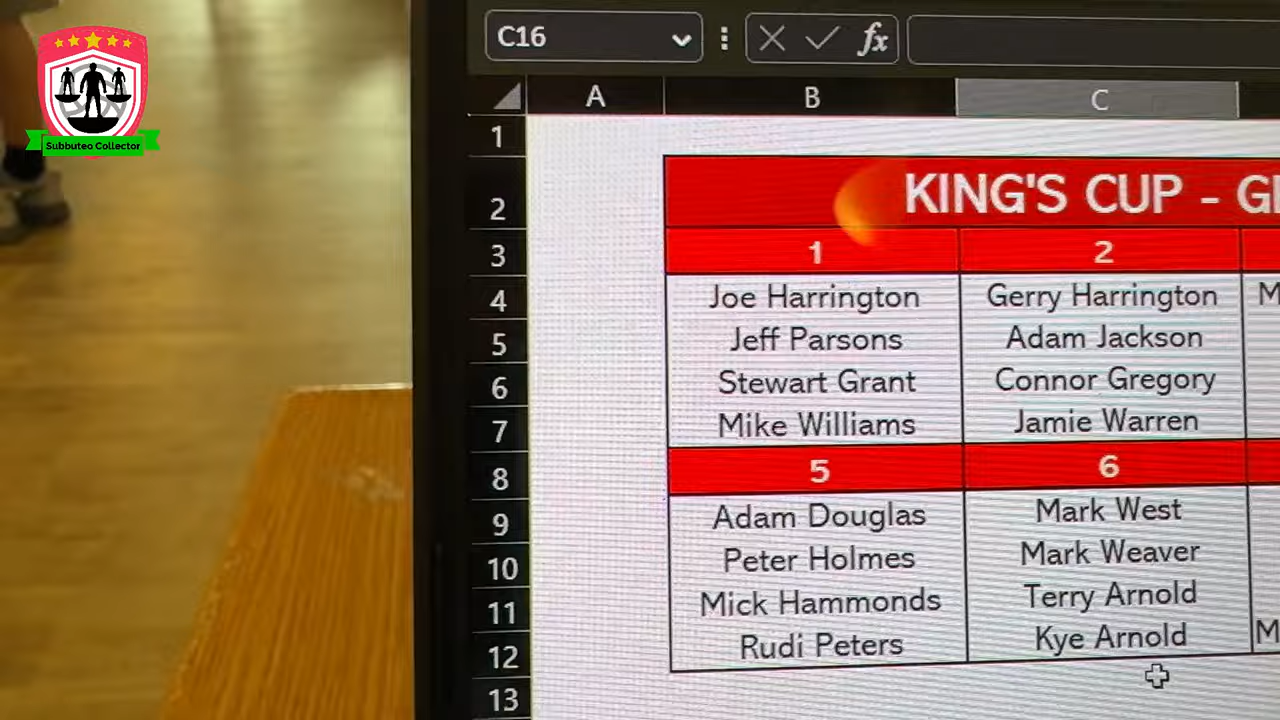 Subbuteo Collector
C16
fx
A B C
1
2 KING'S CUP -
3 1 2
4 Joe Harrington Gerry Harrington
5 Jeff Parsons Adam Jackson
6 Stewart Grant Connor Gregory
7 Mike Williams Jamie Warren
8 5 6
9 Adam Douglas Mark West
10 Peter Holmes Mark Weaver
11 Mick Hammonds Terry Arnold
12 Rudi Peters Kye Arnold
13